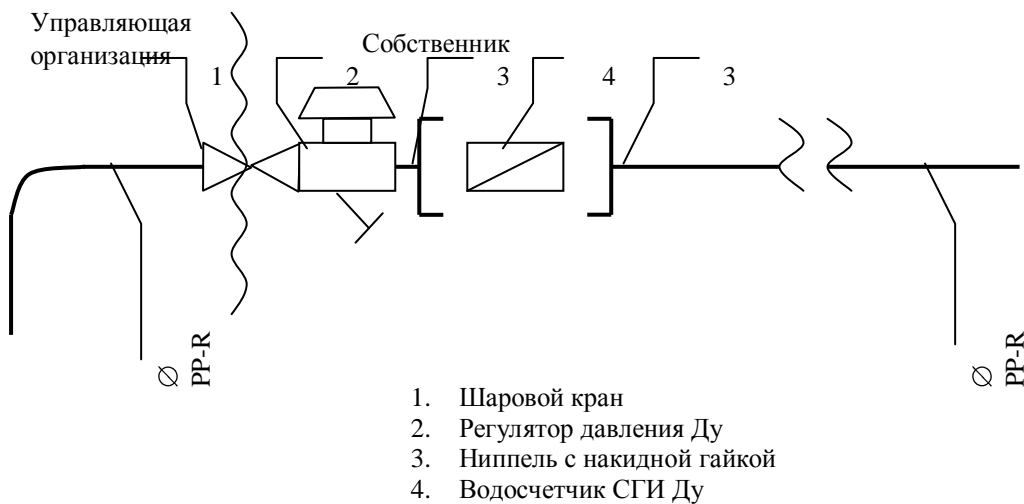 Управляющая
организация
Собственник
1 2 3 4 3
∅
PP-R
∅
PP-R
1. Шаровой кран
2. Регулятор давления Ду
3. Ниппель с накидной гайкой
4. Водосчетчик СГИ Ду